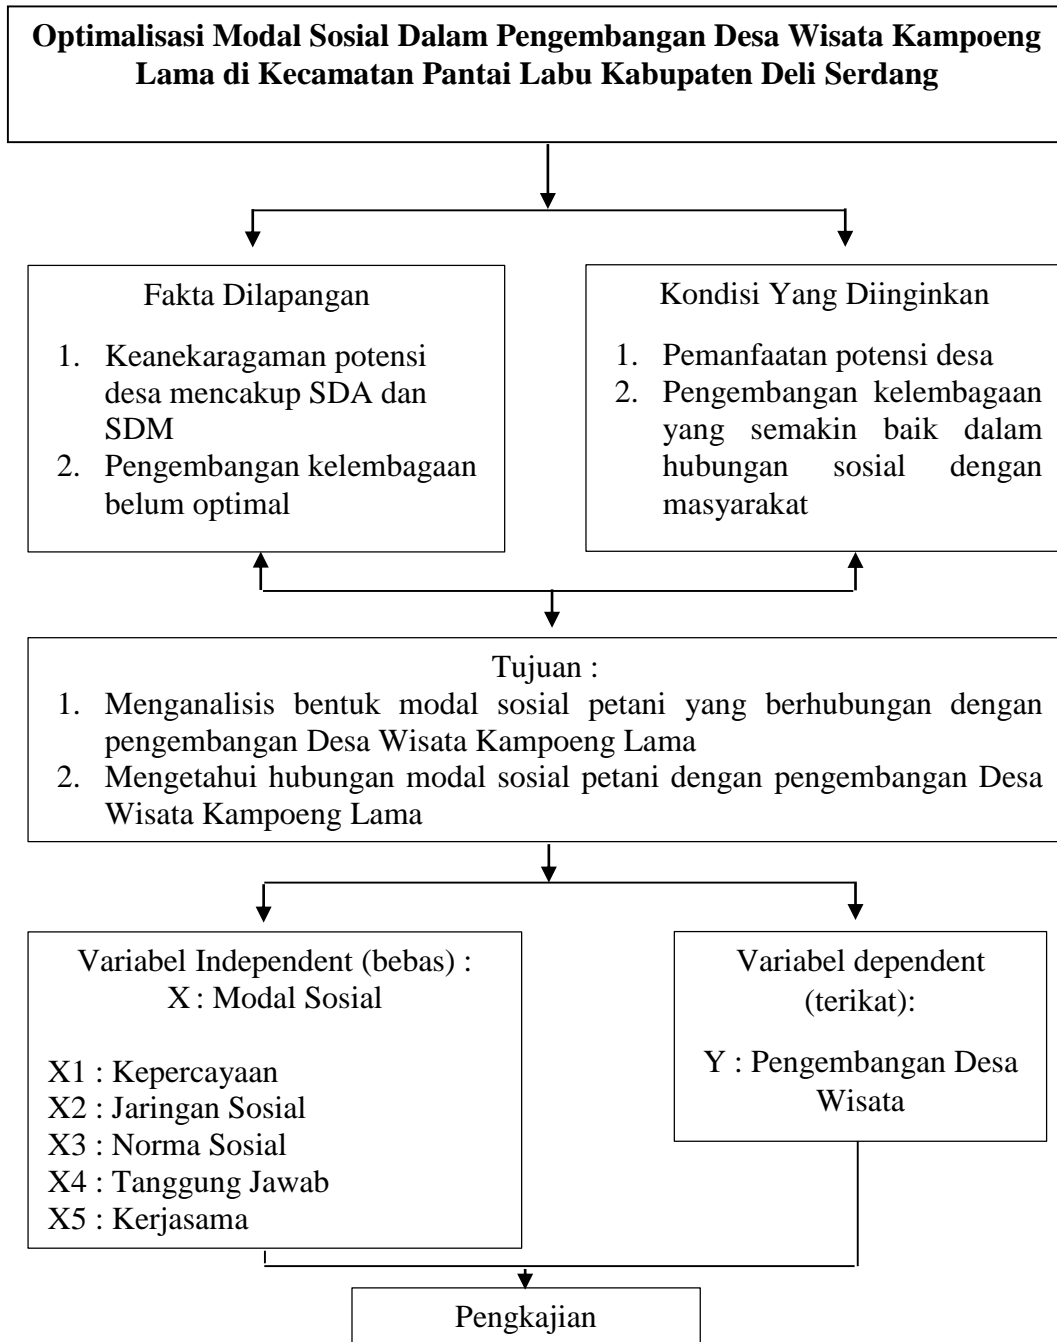 Optimalisasi Modal Sosial Dalam Pengembangan Desa Wisata Kampoeng
Lama di Kecamatan Pantai Labu Kabupaten Deli Serdang
Fakta Dilapangan
1. Keanekaragaman potensi
desa mencakup SDA dan
SDM
2. Pengembangan kelembagaan
belum optimal
Kondisi Yang Diinginkan
1. Pemanfaatan potensi desa
2. Pengembangan kelembagaan
yang semakin baik dalam
hubungan sosial dengan
masyarakat
Tujuan :
1. Menganalisis bentuk modal sosial petani yang berhubungan dengan
pengembangan Desa Wisata Kampoeng Lama
2. Mengetahui hubungan modal sosial petani dengan pengembangan Desa
Wisata Kampoeng Lama
Variabel Independent (bebas) :
X : Modal Sosial
X1 : Kepercayaan
X2 : Jaringan Sosial
X3 : Norma Sosial
X4 : Tanggung Jawab
X5 : Kerjasama
Variabel dependent
(terikat):
Y : Pengembangan Desa
Wisata
Pengkajian